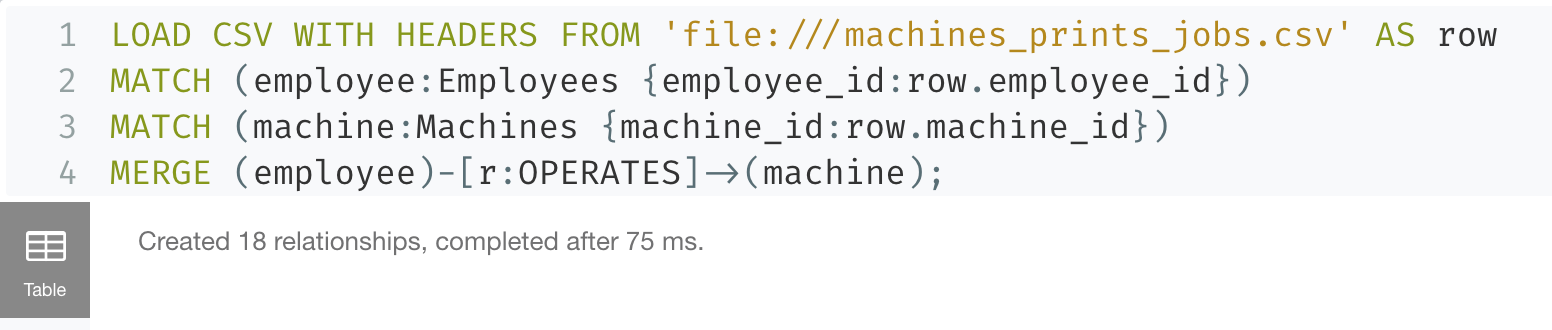 1 LOAD CSV WITH HEADERS FROM 'file:///machines_prints_jobs.csv' AS row
2 MATCH (employee:Employees {employee_id:row.employee_id})
3 MATCH (machine:Machines {machine_id:row.machine_id})
4 MERGE (employee)-[r:OPERATES]->(machine);
Created 18 relationships, completed after 75 ms.
Table